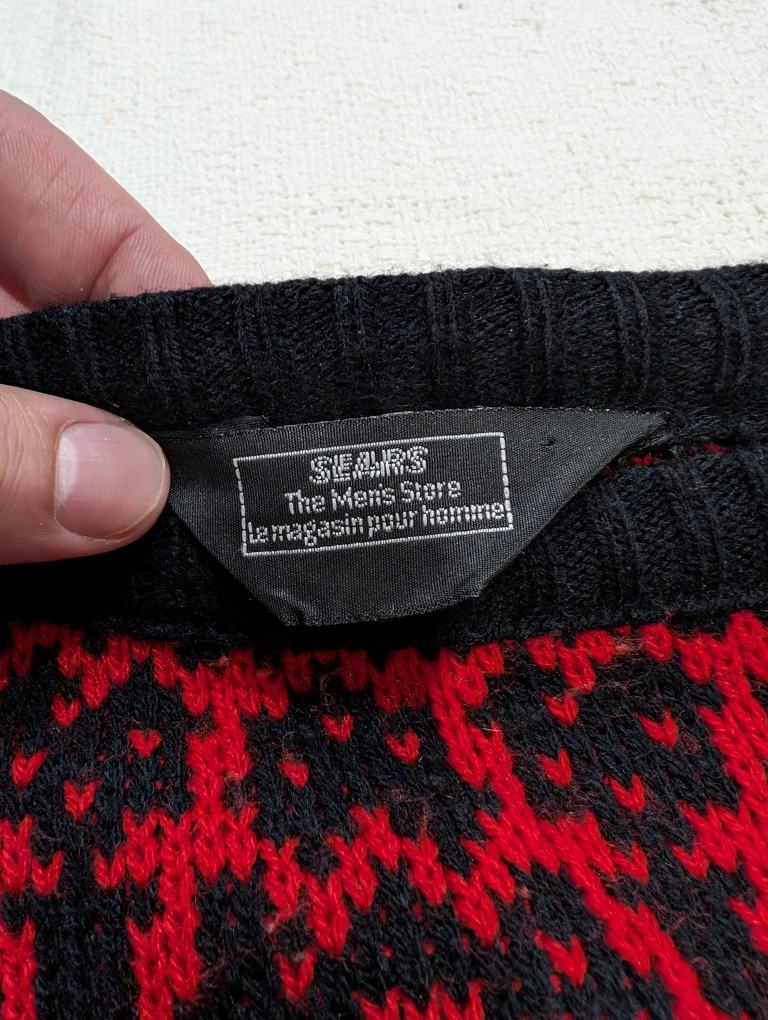 SEARS
The Men's Store
Le magasin pour homme